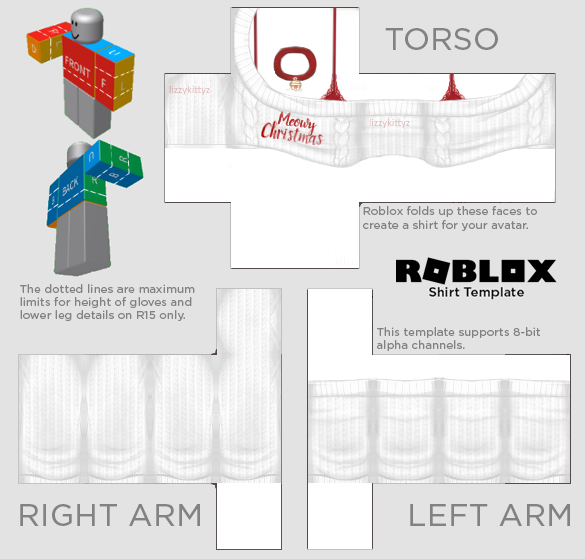 TORSO
FRONT
F
L
R
U
D
lizzykittyz
Meowy
Christmas
lizzykittyz
U
R
B
BACK
Roblox folds up these faces to
create a shirt for your avatar.
ROBLOX
Shirt Template
The dotted lines are maximum
limits for height of gloves and
lower leg details on R15 only.
This template supports 8-bit
alpha channels.
RIGHT ARM
LEFT ARM